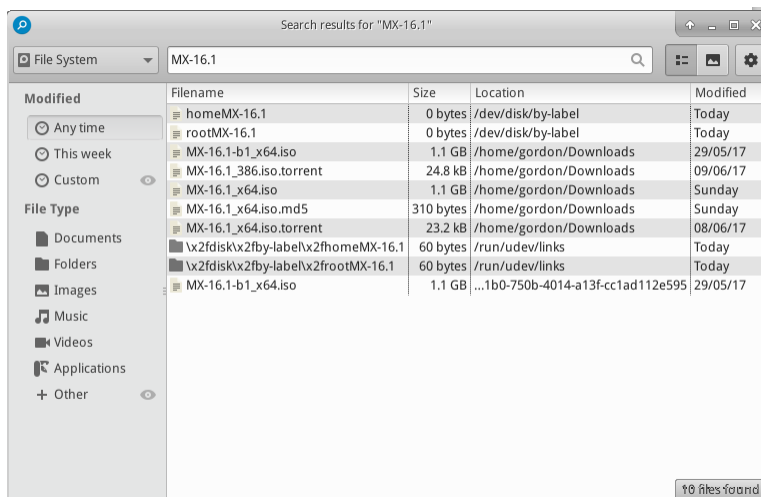 Search results for "MX-16.1"
File System MX-16.1
Modified
Any time
This week
Custom
File Type
Documents
Folders
Images
Music
Videos
Applications
Other
Filename Size Location Modified
homeMX-16.1 0 bytes /dev/disk/by-label Today
rootMX-16.1 0 bytes /dev/disk/by-label Today
MX-16.1-b1_x64.iso 1.1 GB /home/gordon/Downloads 29/05/17
MX-16.1_386.iso.torrent 24.8 kB /home/gordon/Downloads 09/06/17
MX-16.1_x64.iso 1.1 GB /home/gordon/Downloads Sunday
MX-16.1_x64.iso.md5 310 bytes /home/gordon/Downloads Sunday
MX-16.1_x64.iso.torrent 23.2 kB /home/gordon/Downloads 08/06/17
\x2fdisk\x2fby-label\x2fhomeMX-16.1 60 bytes /run/udev/links Today
\x2fdisk\x2fby-label\x2frootMX-16.1 60 bytes /run/udev/links Today
MX-16.1-b1_x64.iso 1.1 GB ...1b0-750b-4014-a13f-cc1ad112e595 29/05/17
10 files found